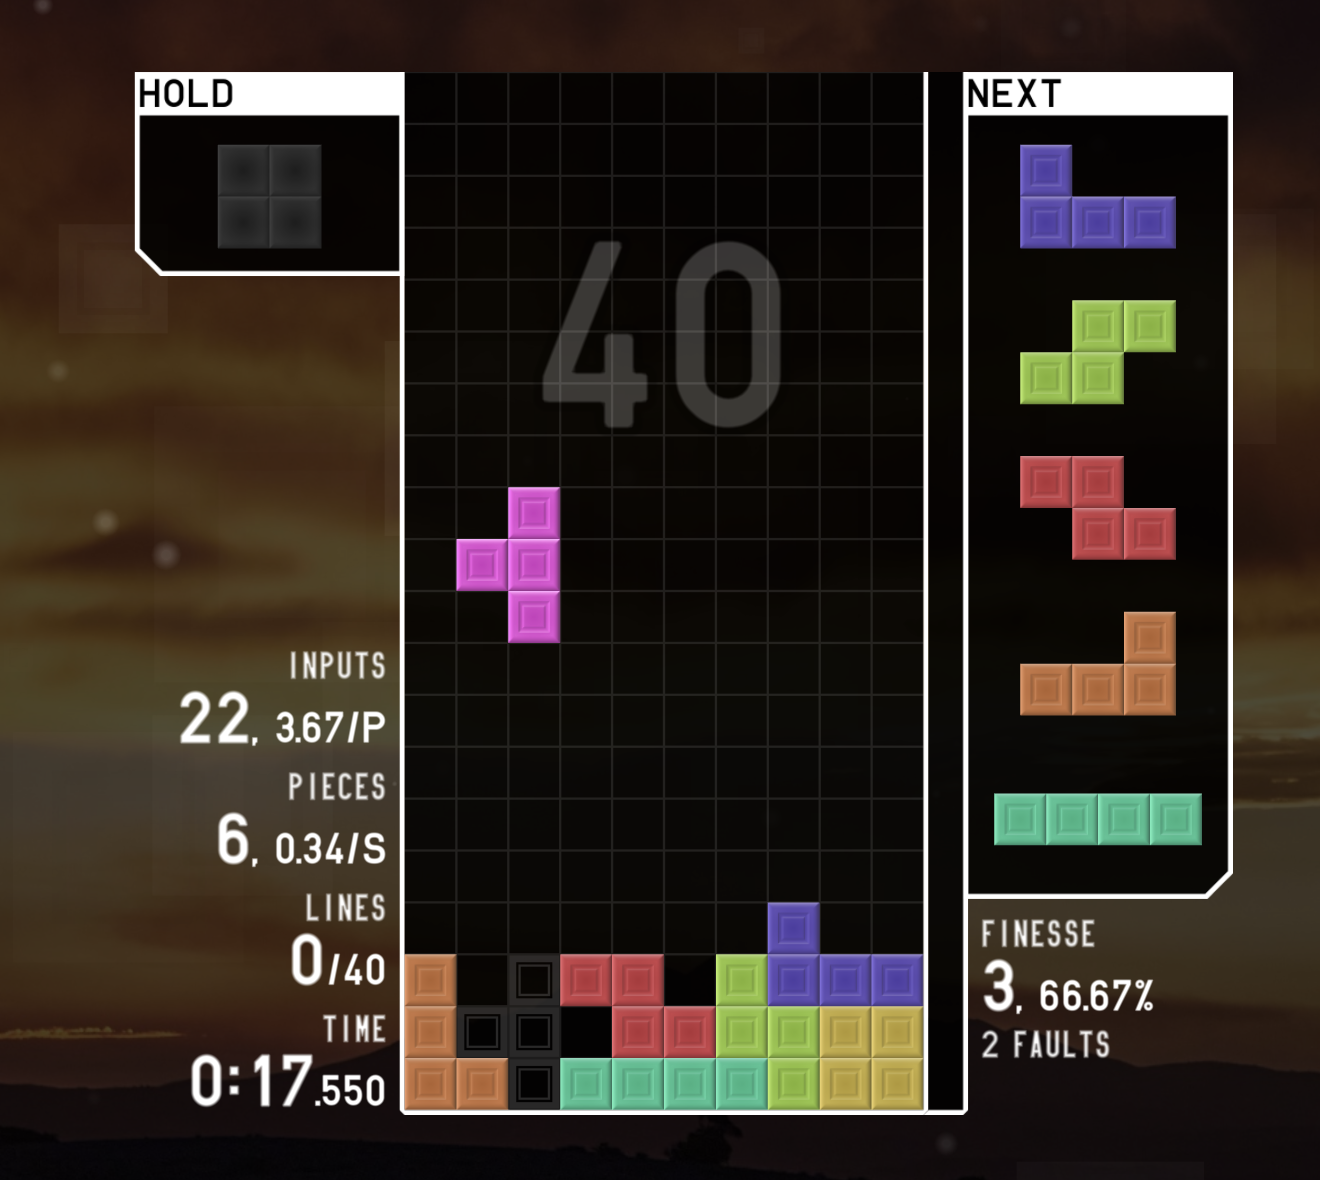 HOLD
NEXT
40
INPUTS
22, 3.67/P
PIECES
6, 0.34/S
LINES
0/40
TIME
0:17.550
FINESSE
3, 66.67%
2 FAULTS